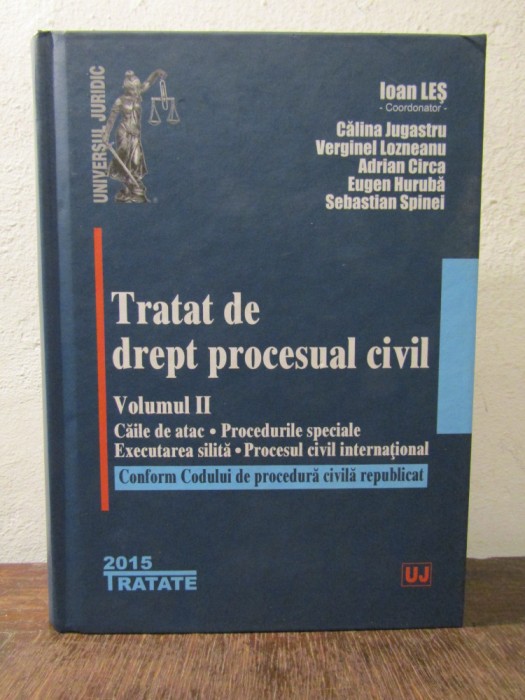 UNIVERSUL JURIDIC
Ioan LEȘ
- Coordonator -
Călina Jugastru
Verginel Lozneanu
Adrian Circa
Eugen Hurubă
Sebastian Spinei
Tratat de
drept procesual civil
Volumul II
Căile de atac • Procedurile speciale
Executarea silită • Procesul civil internaţional
Conform Codului de procedură civilă republicat
2015
TRATATE
UJ